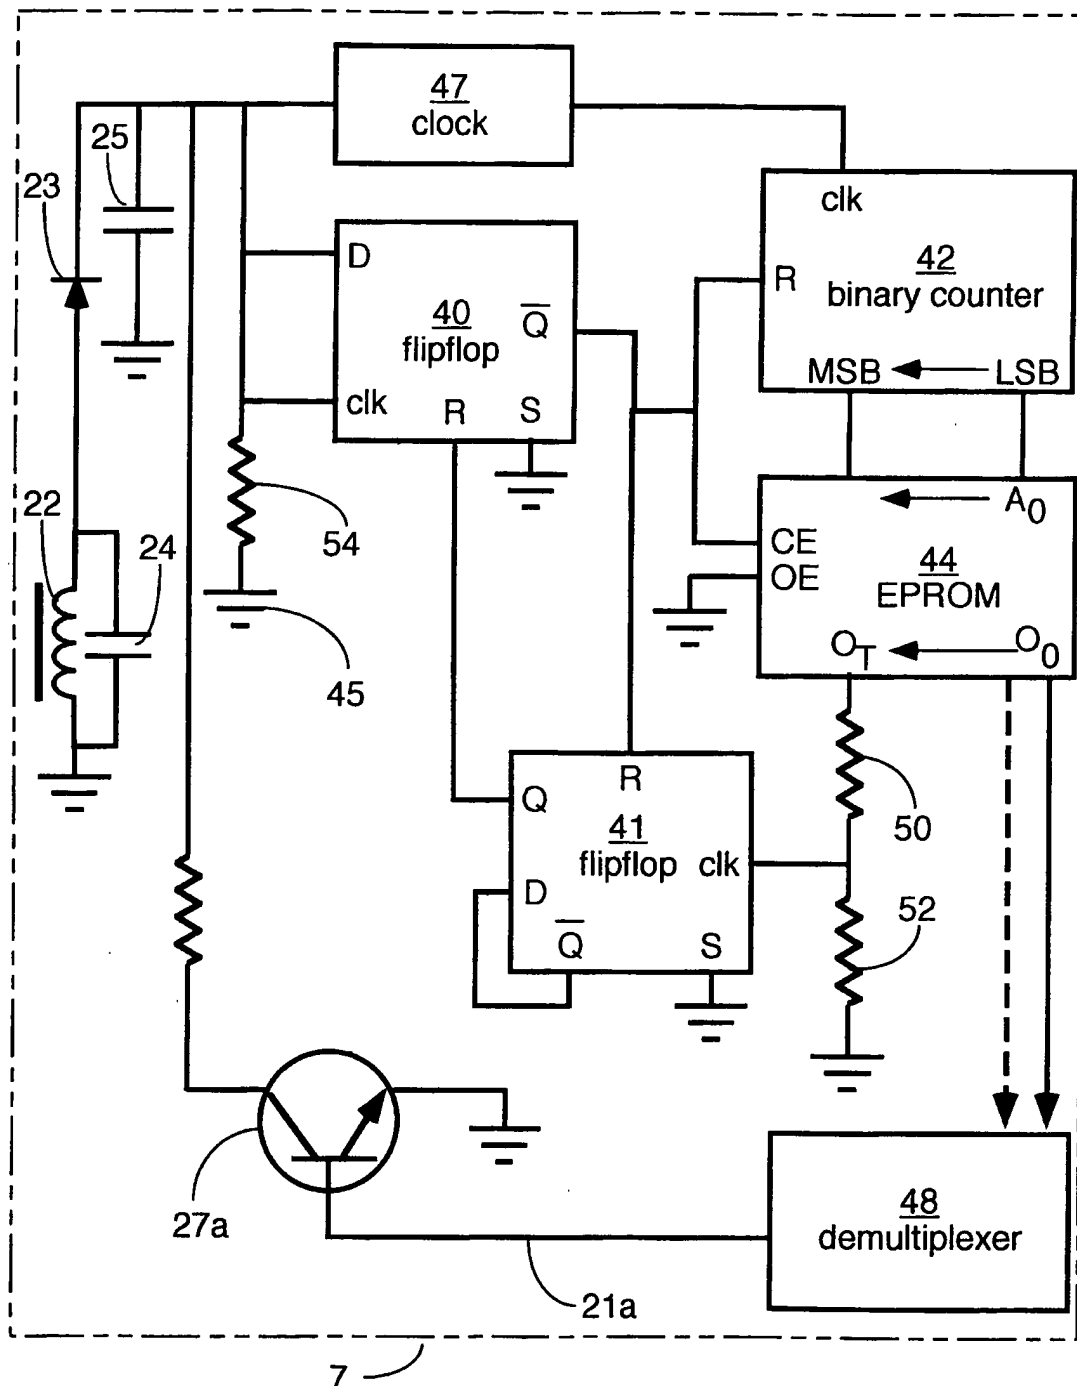 47
clock
25
23
clk
42
R
binary counter
MSB LSB
D
40
Q
flipflop
clk
R
S
22
24
54
45
A0
CE
44
OE
EPROM
OT O0
R
Q
41
flipflop
clk
D
Q
S
50
52
27a
48
demultiplexer
21a
7